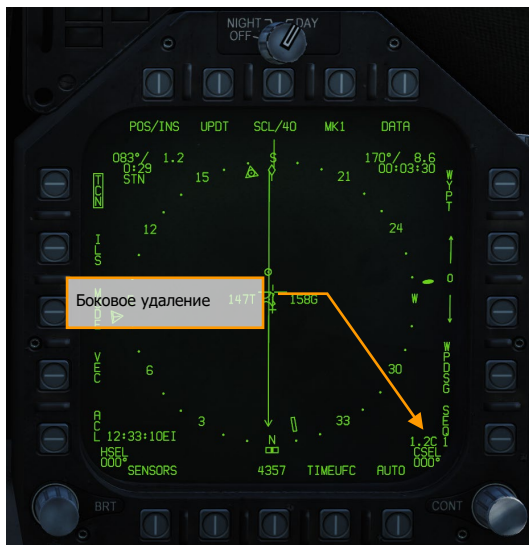 NIGHT DAY
OFF
POS/INS UPDT SCL/40 MK1 DATA
083°/ 1.2 S 170°/ 8.6
0:29 00:03:30
STN 15 21
TCN
WYPT
12 24
ILS
0
Боковое удаление 147T 158G W
VEC 6 30
WPDSG
3 33
ACL
SEQ 1
12:33:10EI N 1.2C
HSEL CSEL
000° 000°
SENSORS 4357 TIMEUFC AUTO
BRT CONT